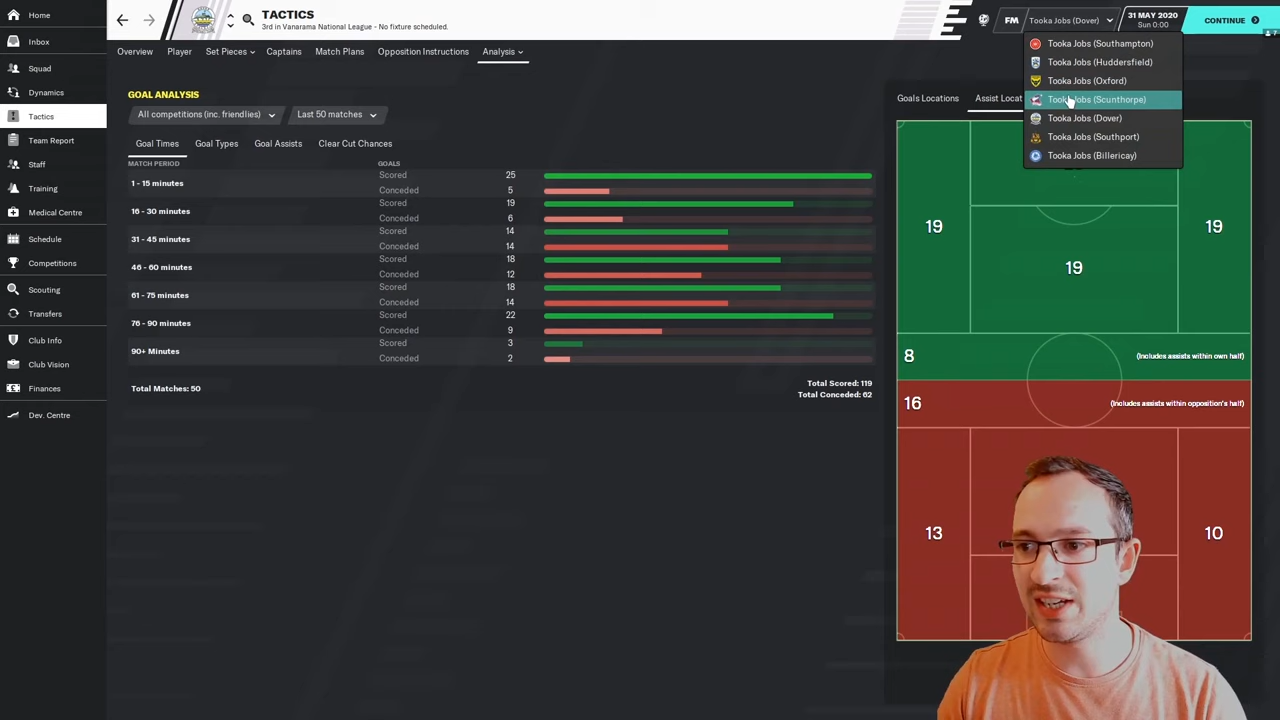 Home
Inbox
Squad
Dynamics
Tactics
Team Report
Staff
Training
Medical Centre
Schedule
Competitions
Scouting
Transfers
Club Info
Club Vision
Finances
Dev. Centre
TACTICS
3rd in Vanarama National League - No fixture scheduled.
FM Tooka Jobs (Dover)
31 MAY 2020
Sun 0:00
CONTINUE
7
Overview Player Set Pieces Captains Match Plans Opposition Instructions Analysis
Tooka Jobs (Southampton)
Tooka Jobs (Huddersfield)
Tooka Jobs (Oxford)
Tooka Jobs (Scunthorpe)
Tooka Jobs (Dover)
Tooka Jobs (Southport)
Tooka Jobs (Billericay)
GOAL ANALYSIS
All competitions (inc. friendlies) Last 50 matches
Goal Times Goal Types Goal Assists Clear Cut Chances
MATCH PERIOD GOALS
1 - 15 minutes
Scored 25
Conceded 5
16 - 30 minutes
Scored 19
Conceded 6
31 - 45 minutes
Scored 14
Conceded 14
46 - 60 minutes
Scored 18
Conceded 12
61 - 75 minutes
Scored 18
Conceded 14
76 - 90 minutes
Scored 22
Conceded 9
90+ Minutes
Scored 3
Conceded 2
Total Matches: 50
Total Scored: 119
Total Conceded: 62
Goals Locations Assist Locat
19 19
19
8 (Includes assists within own half)
16 (Includes assists within opposition's half)
13 10